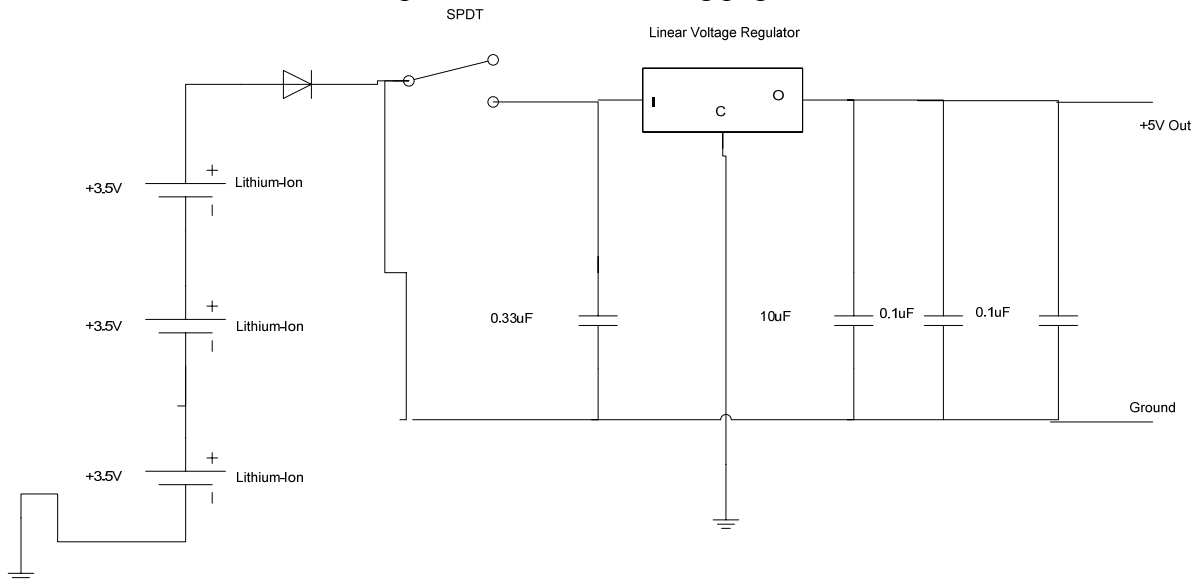 SPDT
Linear Voltage Regulator
I
C
O
+5V Out
+3.5V
+
Lithium-Ion
+3.5V
+
Lithium-Ion
0.33uF
10uF
0.1uF
0.1uF
Ground
+3.5V
+
Lithium-Ion